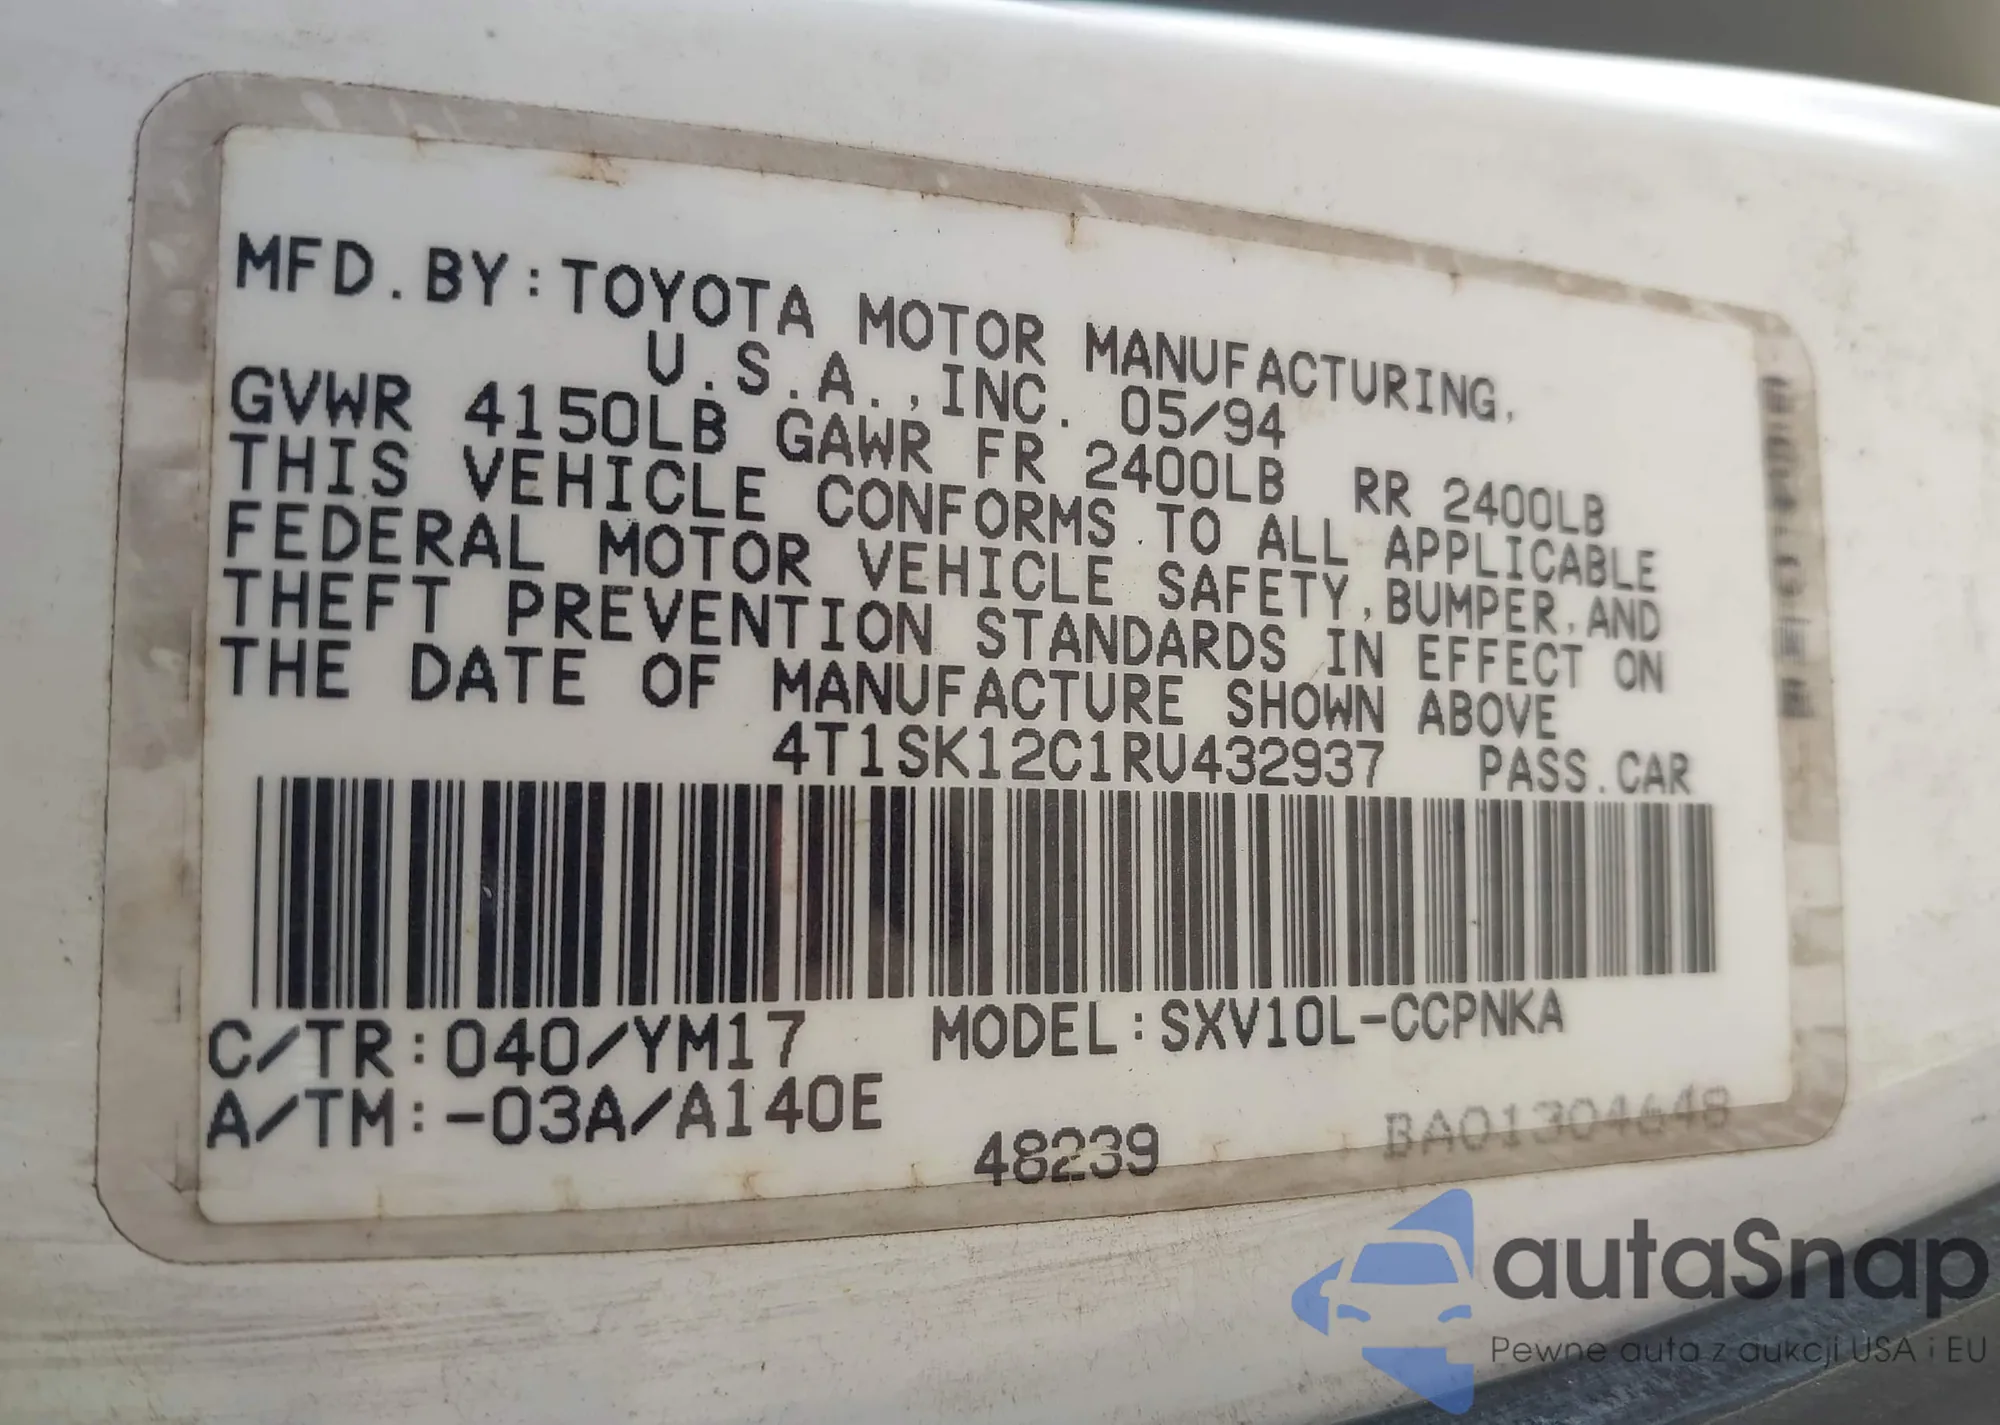 MFD.BY:TOYOTA MOTOR MANUFACTURING,
U.S.A.,INC. 05/94
GVWR 4150LB GAWR FR 2400LB RR 2400LB
THIS VEHICLE CONFORMS TO ALL APPLICABLE
FEDERAL MOTOR VEHICLE SAFETY,BUMPER,AND
THEFT PREVENTION STANDARDS IN EFFECT ON
THE DATE OF MANUFACTURE SHOWN ABOVE
4T1SK12C1RU432937 PASS.CAR
C/TR:040/YM17 MODEL:SXV10L-CCPNKA
A/TM:-03A/A140E
48239
BA01304648
autaSnap
Pewne auta z aukcji USA i EU